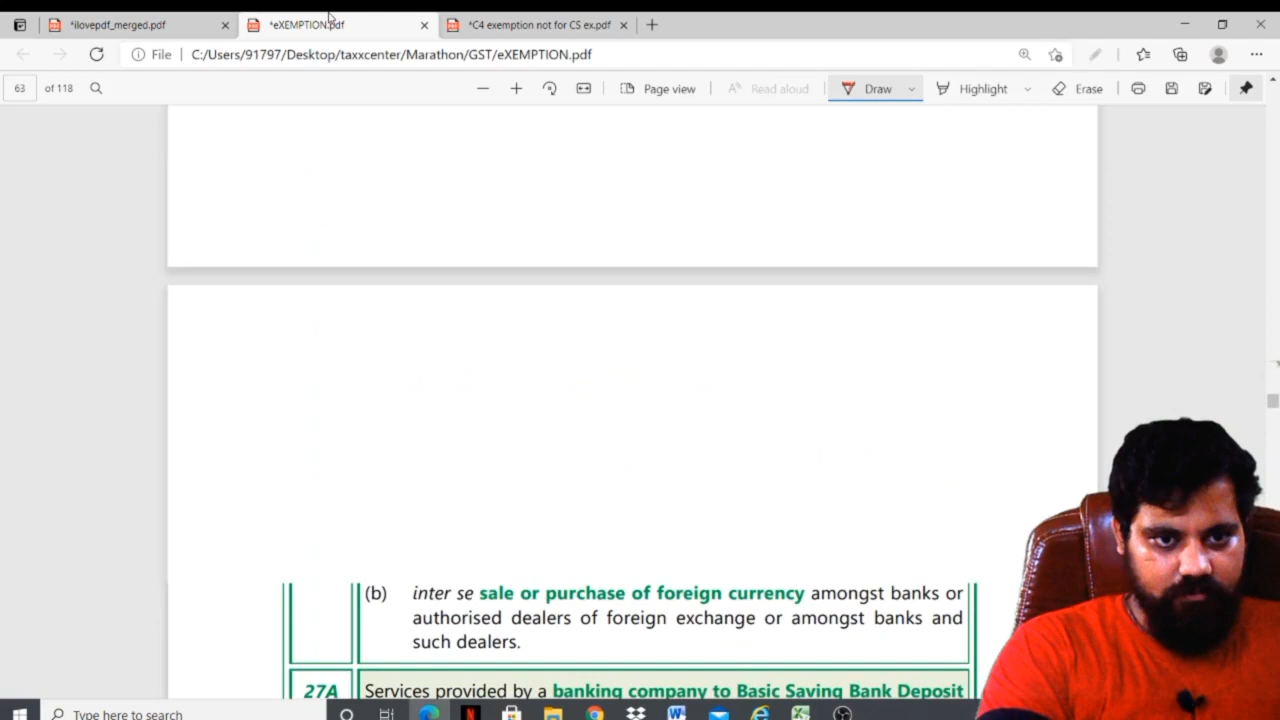 *ilovepdf_merged.pdf
*eXEMPTION.pdf
*C4 exemption not for CS ex.pdf
File
C:/Users/91797/Desktop/taxxcenter/Marathon/GST/eXEMPTION.pdf
63 of 118
Page view
Read aloud
Draw
Highlight
Erase
(b) inter se sale or purchase of foreign currency amongst banks or
authorised dealers of foreign exchange or amongst banks and
such dealers.
27A Services provided by a banking company to Basic Saving Bank Deposit
Type here to search